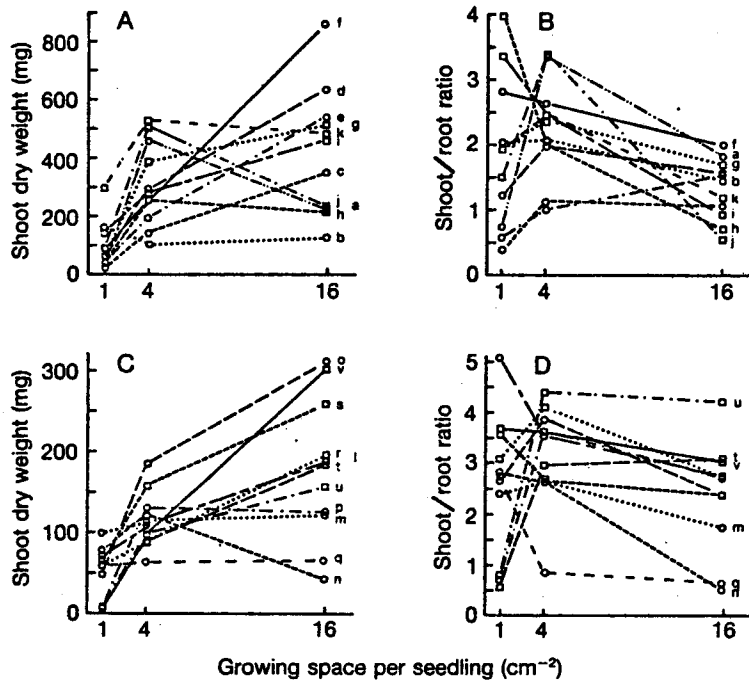 A
B
Shoot dry weight (mg)
800
600
400
200
0
1
4
16
f
d
e
g
k
i
c
j
a
h
b
Shoot/root ratio
4
3
2
1
0
1
4
16
f
a
g
b
k
i
h
j
C
D
Shoot dry weight (mg)
300
200
100
0
1
4
16
o
v
s
r
l
t
u
p
m
q
n
Shoot/root ratio
5
4
3
2
1
0
1
4
16
u
t
v
m
q
n
Growing space per seedling (cm⁻²)